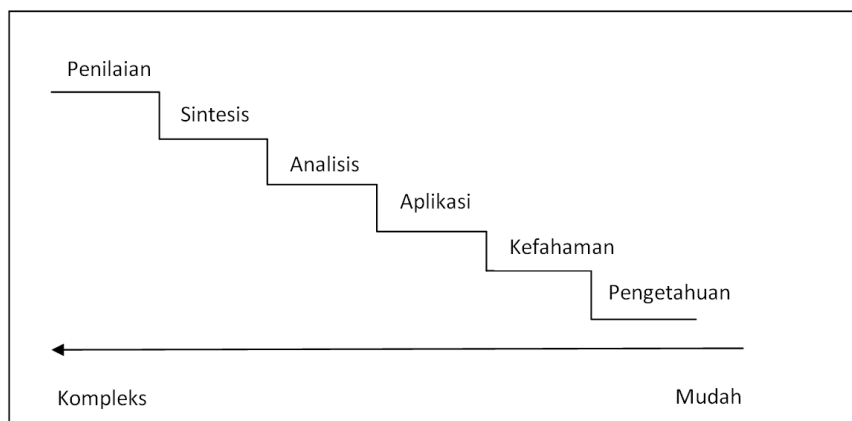 Penilaian
Sintesis
Analisis
Aplikasi
Kefahaman
Pengetahuan
Kompleks
Mudah